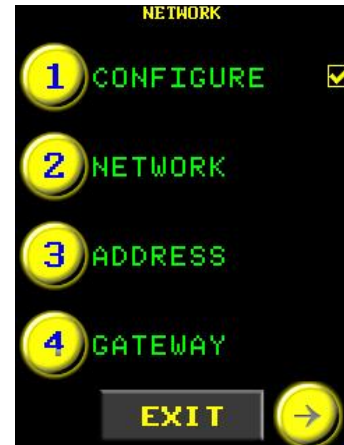 NETWORK
1 CONFIGURE
2 NETWORK
3 ADDRESS
4 GATEWAY
EXIT